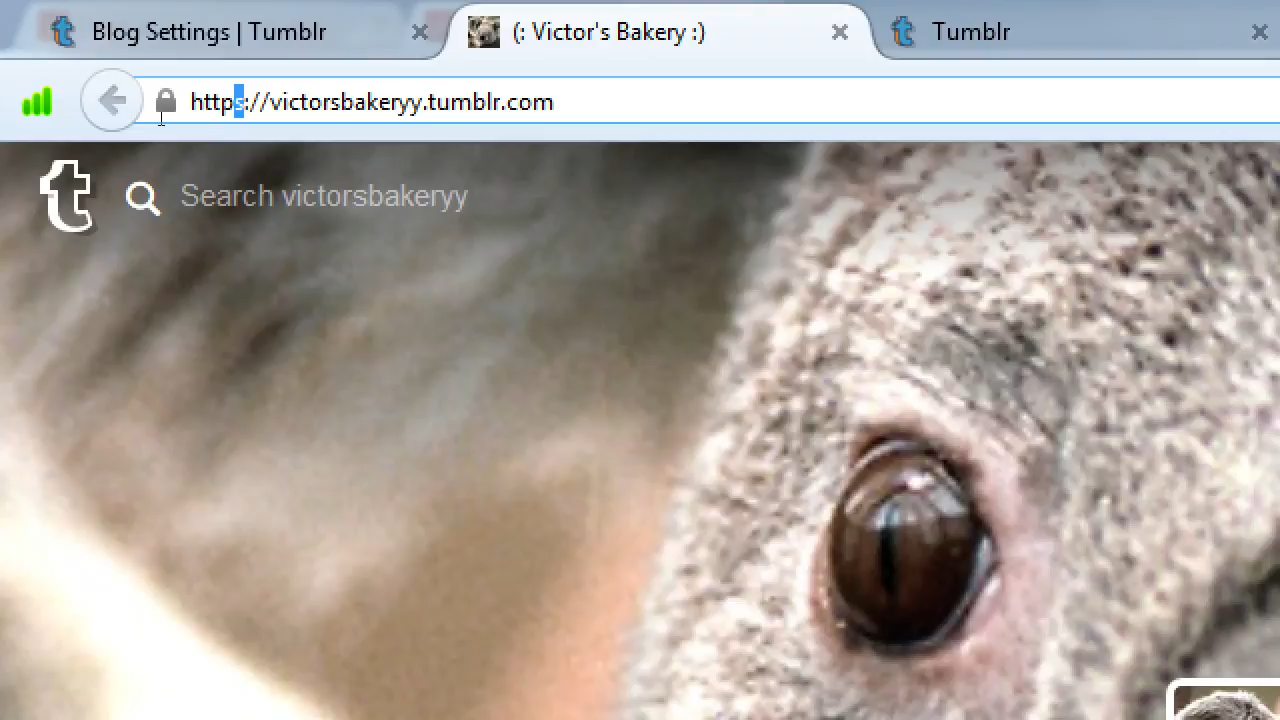 Blog Settings | Tumblr
(: Victor's Bakery :)
Tumblr
https://victorsbakeryy.tumblr.com
t
Search victorsbakeryy